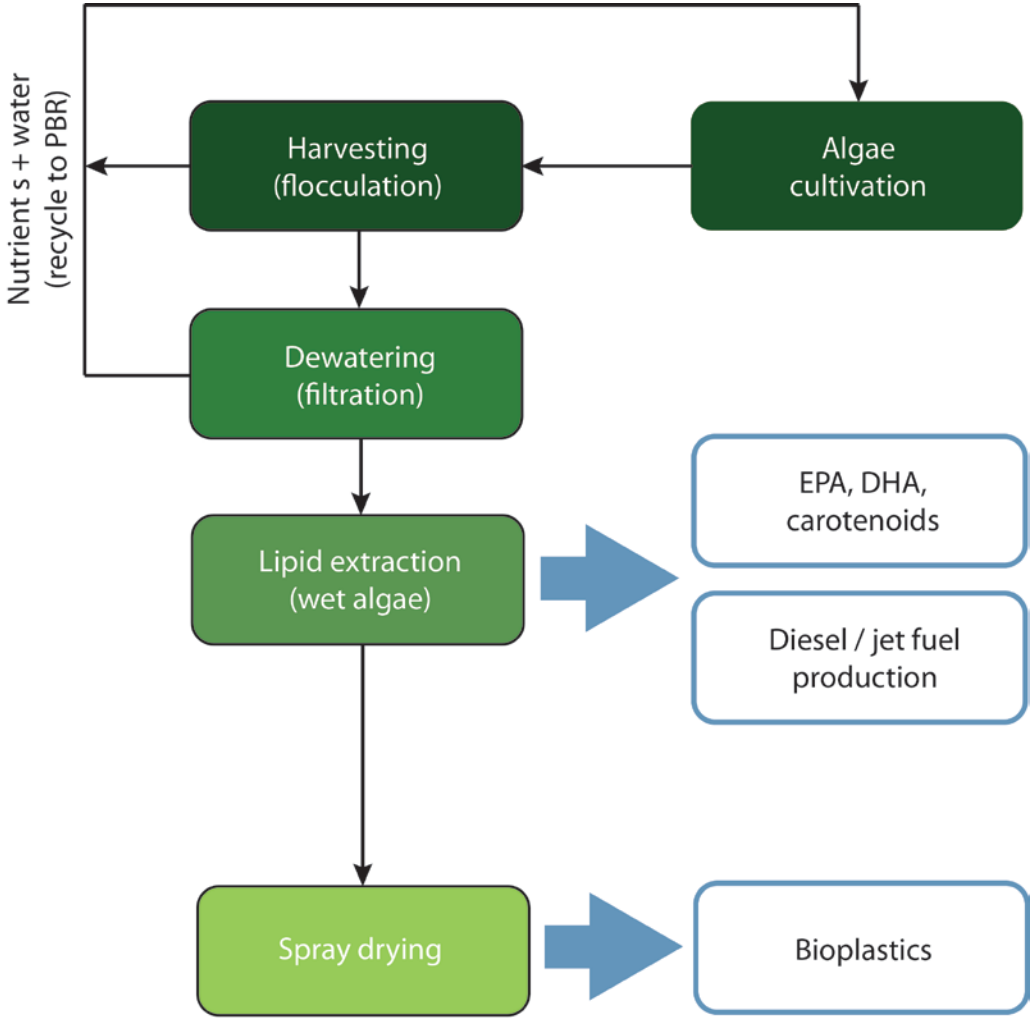 Nutrient s + water
(recycle to PBR)
Harvesting
(flocculation)
Algae
cultivation
Dewatering
(filtration)
Lipid extraction
(wet algae)
EPA, DHA,
carotenoids
Diesel / jet fuel
production
Spray drying
Bioplastics